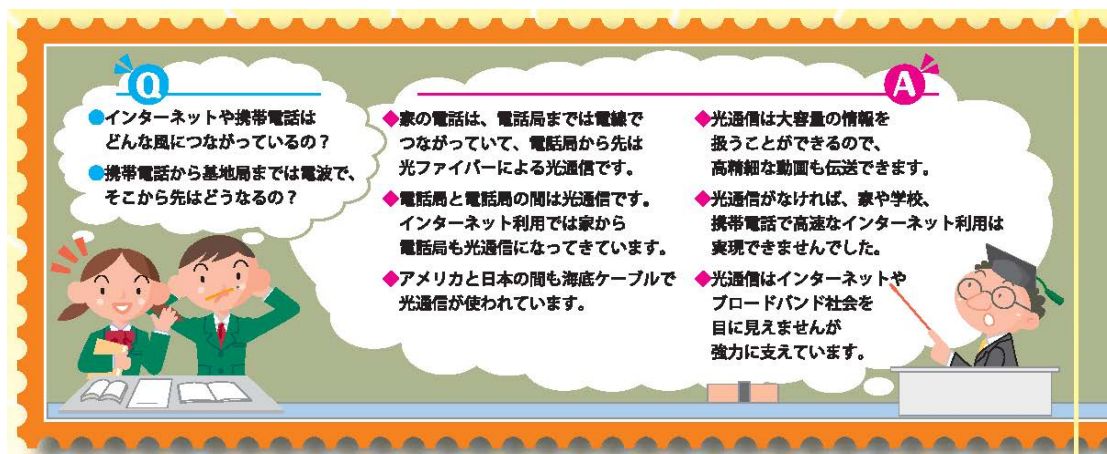 Q
●インターネットや携帯電話は
どんな風につながっているの？
●携帯電話から基地局までは電波で、
そこから先はどうなるの？
A
◆家の電話は、電話局までは電線で
つながっていて、電話局から先は
光ファイバーによる光通信です。
◆電話局と電話局の間は光通信です。
インターネット利用では家から
電話局も光通信になってきています。
◆アメリカと日本の間も海底ケーブルで
光通信が使われています。
◆光通信は大容量の情報を
扱うことができるので、
高精細な動画も伝送できます。
◆光通信がなければ、家や学校、
携帯電話で高速なインターネット利用は
実現できませんでした。
◆光通信はインターネットや
ブロードバンド社会を
目に見えませんが
強力に支えています。